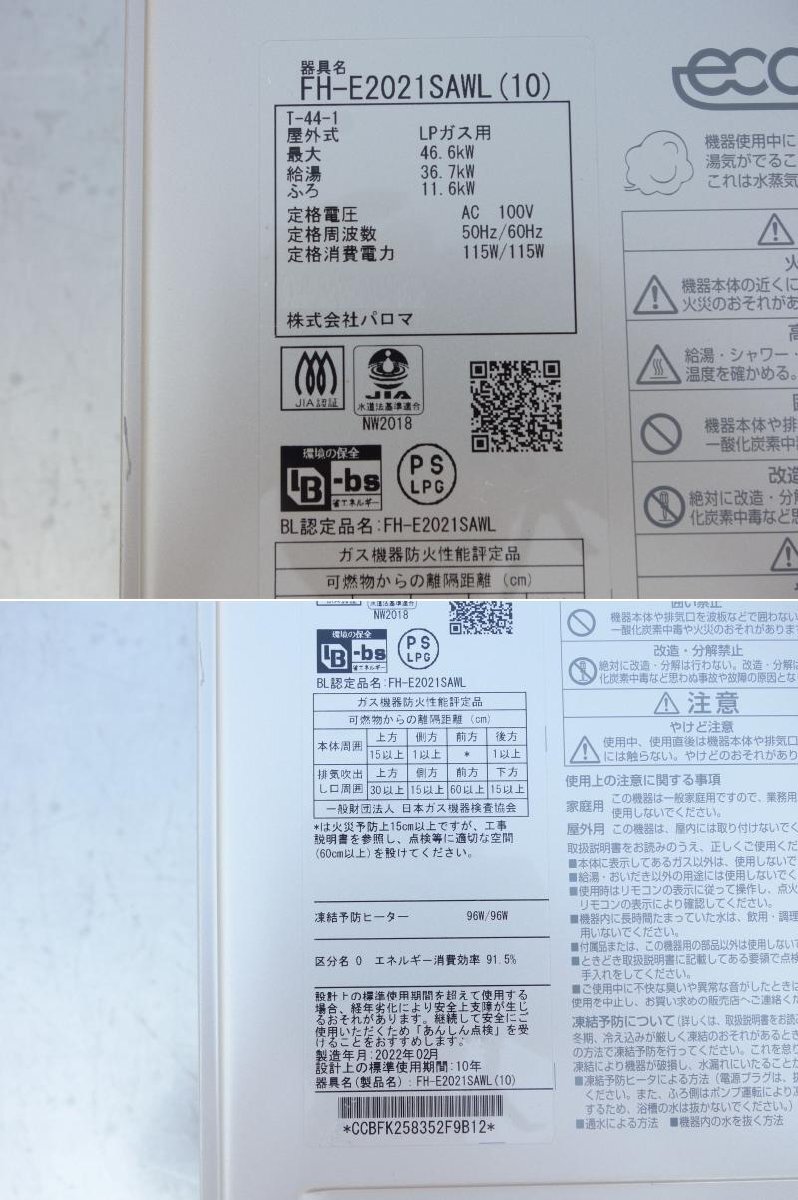 器具名
FH-E2021SAWL(10)
T-44-1
屋外式 LPガス用
最大 46.6kW
給湯 36.7kW
ふろ 11.6kW
定格電圧 AC 100V
定格周波数 50Hz/60Hz
定格消費電力 115W/115W
株式会社パロマ
JIA認証
JIA
水道法基準適合
NW2018
環境の保全
BL-bs
省エネルギー
PS
LPG
BL認定品名:FH-E2021SAWL
ガス機器防火性能評定品
可燃物からの離隔距離(cm)
eco
機器使用中に
湯気がでるこ
これは水蒸気
機器本体の近くに
火災のおそれがあ
給湯・シャワー・
温度を確かめる。
機器本体や排
一酸化炭素中
改造
絶対に改造・分解
化炭素中毒など思
NW2018
環境の保全
BL-bs
省エネルギー
PS
LPG
BL認定品名:FH-E2021SAWL
ガス機器防火性能評定品
可燃物からの離隔距離(cm)
本体周囲 上方 側方 前方 後方
15以上 1以上 * 1以上
排気吹出し口周囲 上方 側方 前方 下方
30以上 15以上 60以上 15以上
一般財団法人 日本ガス機器検査協会
*は火災予防上15cm以上ですが、工事
説明書を参照し、点検等に適切な空間
(60cm以上)を設けてください。
凍結予防ヒーター 96W/96W
区分名 O エネルギー消費効率 91.5%
設計上の標準使用期間を超えて使用する
場合、経年劣化により安全上支障が生じ
るおそれがあります。継続して安全にご
使用いただくため「あんしん点検」を受
けることをおすすめします。
製造年月:2022年02月
設計上の標準使用期間:10年
器具名(製品名):FH-E2021SAWL(10)
*CCBFK258352F9B12*
囲い禁止
機器本体や排気口を波板などで囲わない
一酸化炭素中毒や火災のおそれがあります
改造・分解禁止
絶対に改造・分解は行わない。改造・分解は
化炭素中毒など思わぬ事故や故障の原因とな
注意
やけど注意
使用中、使用直後は機器本体や排気口
には触らない。やけどのおそれがあり
使用上の注意に関する事項
家庭用 この機器は一般家庭用ですので、業務用
使用しないでください。
屋外用 この機器は、屋内には取り付けないでく
取扱説明書をお読みのうえ、正しくご使用くだ
■本体に表示してあるガス以外は、使用しないで
■給湯・おいだき以外の用途には使用しないでく
■使用時はリモコンの表示に従って操作し、点火
リモコンの表示により確認してください。
■機器内に長時間たまっていた水は、飲用・調理
用いないでください。
■付属品または、この機器用の部品以外は使用しないで
■ときどき取扱説明書に記載してある要領で点検
手入れをしてください。
■ご使用中に不快な臭いや異常な音がしたときは
使用を中止し、お買い求めの販売店へご連絡くだ
凍結予防について(詳しくは、取扱説明書をお読み
冬期、冷え込みが厳しく凍結のおそれがあるとき
の方法で凍結予防を行ってください。これを怠り
凍結により機器が破損し、水漏れにいたることが
■凍結予防ヒータによる方法(電源プラグは、抜
ください。また、ふろ側はポンプ運転により凍
するため、浴槽の水は抜かないでください。)
■通水による方法 ■機器内の水を抜く方法